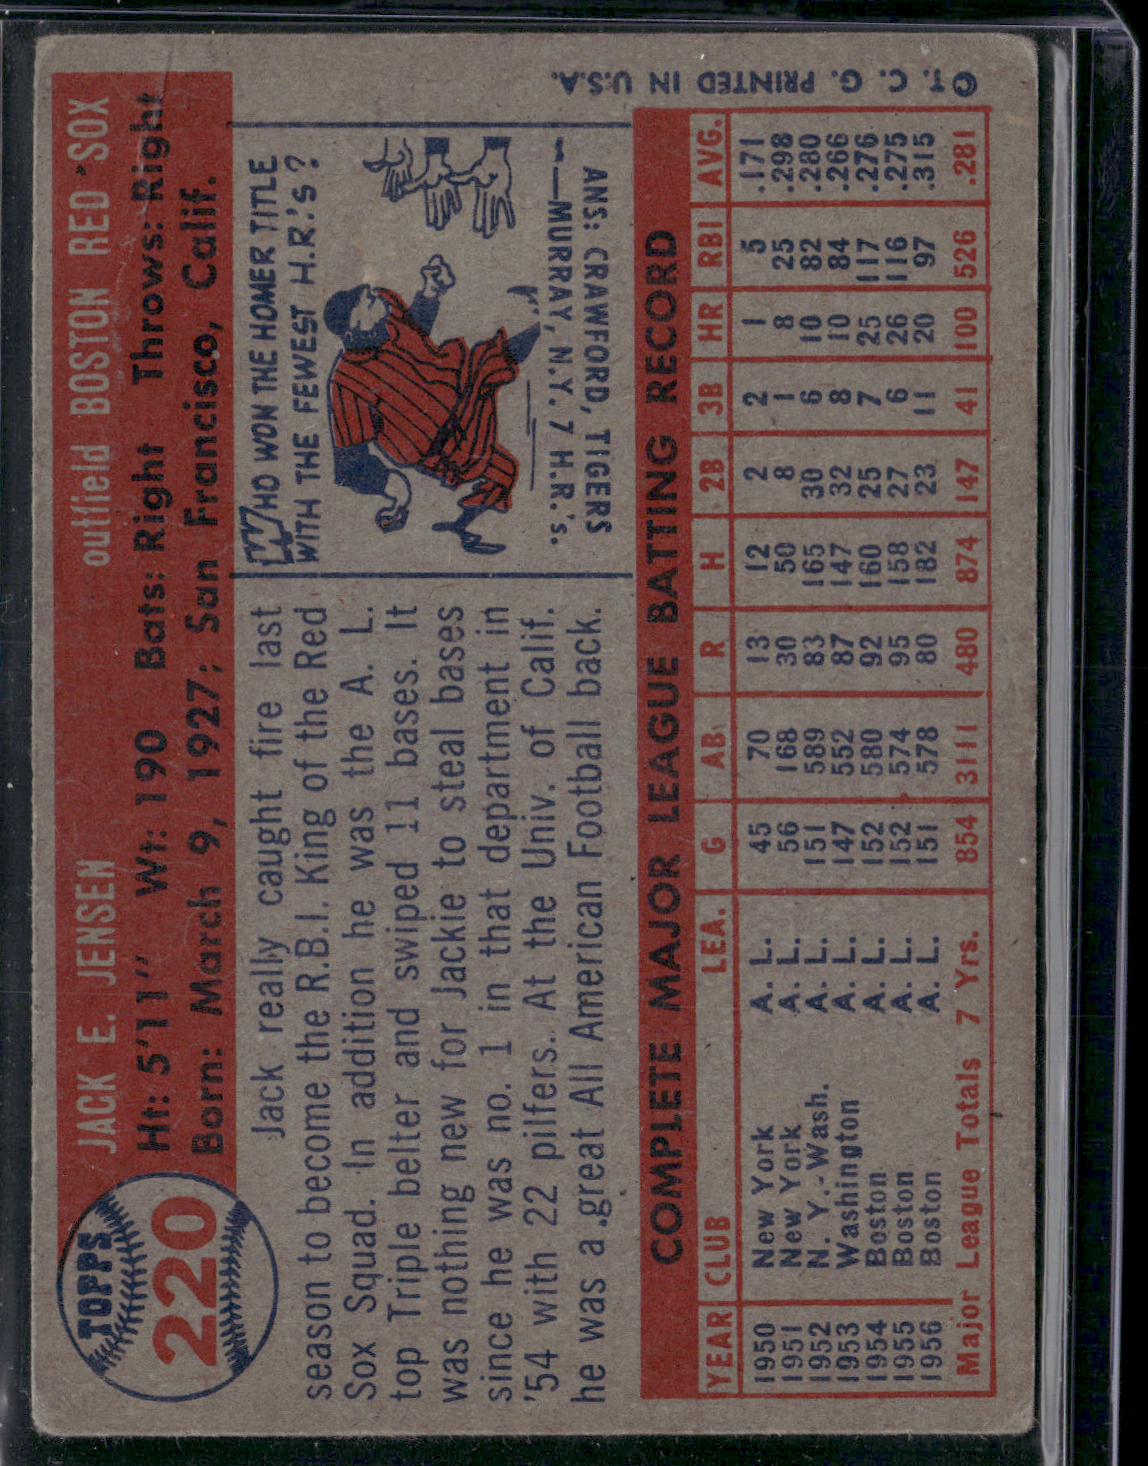 TOPPS
220
JACK E. JENSEN outfield BOSTON RED SOX
Ht: 5'11" Wt: 190 Bats: Right Throws: Right
Born: March 9, 1927; San Francisco, Calif.
Jack really caught fire last
season to become the R.B.I. King of the Red
Sox Squad. In addition he was the A. L.
top Triple belter and swiped 11 bases. It
was nothing new for Jackie to steal bases
since he was no. 1 in that department in
'54 with 22 pilfers. At the Univ. of Calif.
he was a great All American Football back.
WHO WON THE HOMER TITLE
WITH THE FEWEST H.R.'s?
ANS: CRAWFORD, TIGERS
—MURRAY, N.Y. 7 H.R.'s.
COMPLETE MAJOR LEAGUE BATTING RECORD
YEAR CLUB LEA. G AB R H 2B 3B HR RBI AVG.
1950 New York A. L. 45 70 13 12 2 2 1 5 .171
1951 New York A. L. 56 168 30 50 8 1 8 25 .298
1952 N. Y.-Wash. A. L. 151 589 83 165 30 6 10 82 .280
1953 Washington A. L. 147 552 87 147 32 8 10 84 .266
1954 Boston A. L. 152 580 92 160 25 7 25 117 .276
1955 Boston A. L. 152 574 95 158 27 6 26 116 .275
1956 Boston A. L. 151 578 80 182 23 11 20 97 .315
Major League Totals 7 Yrs. 854 3111 480 874 147 41 100 526 .281
©T. C. G. PRINTED IN U.S.A.